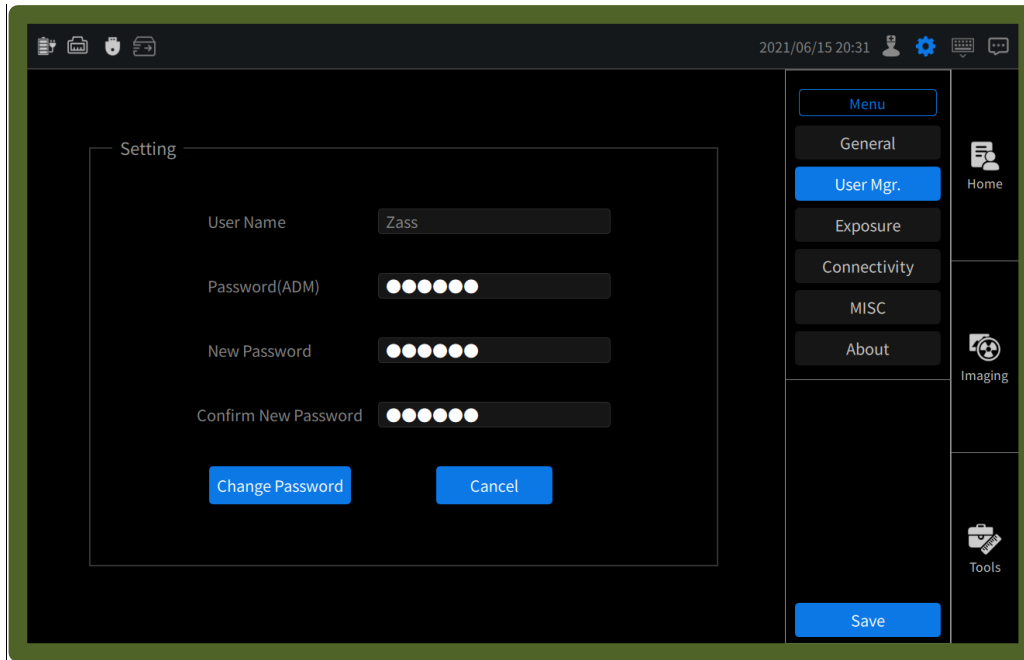 2021/06/15 20:31
Setting
User Name
Zass
Password(ADM)
●●●●●●
New Password
●●●●●●
Confirm New Password
●●●●●●
Change Password
Cancel
Menu
General
User Mgr.
Exposure
Connectivity
MISC
About
Save
Home
Imaging
Tools